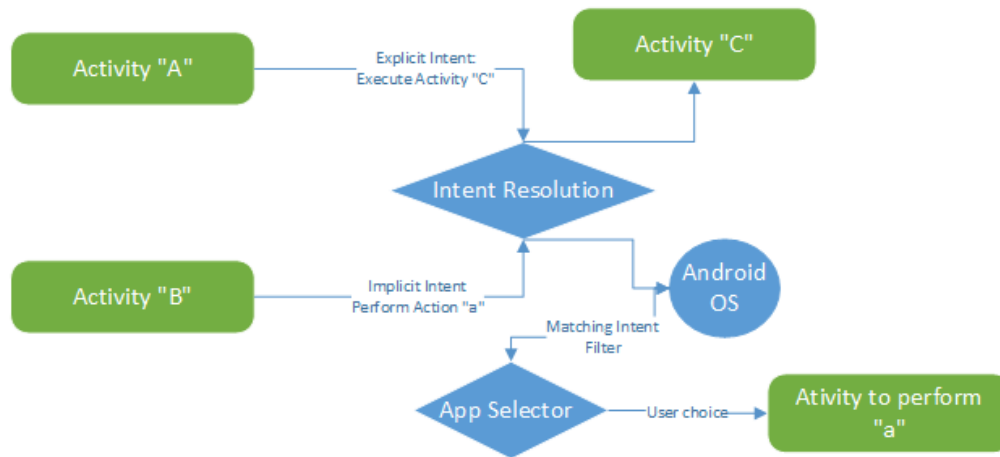 Activity "C"
Activity "A"
Explicit Intent:
Execute Activity "C"
Intent Resolution
Activity "B"
Implicit Intent
Perform Action "a"
Android
OS
Matching Intent
Filter
App Selector
User choice
Ativity to perform
"a"